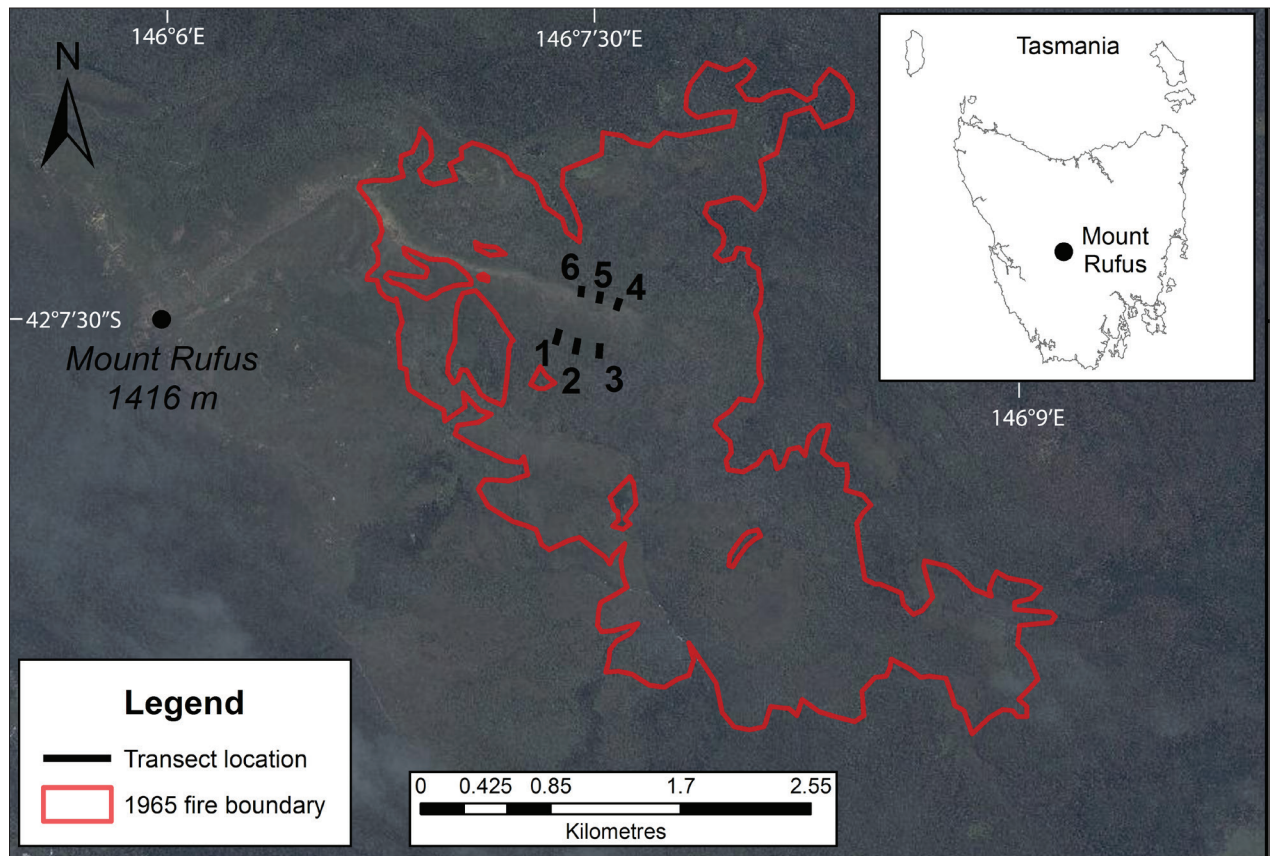 146°6'E
146°7'30"E
N
Tasmania
Mount
Rufus
6
5
4
42°7'30"S
1
2
3
Mount Rufus
1416 m
146°9'E
Legend
Transect location
1965 fire boundary
0 0.425 0.85 1.7 2.55
Kilometres